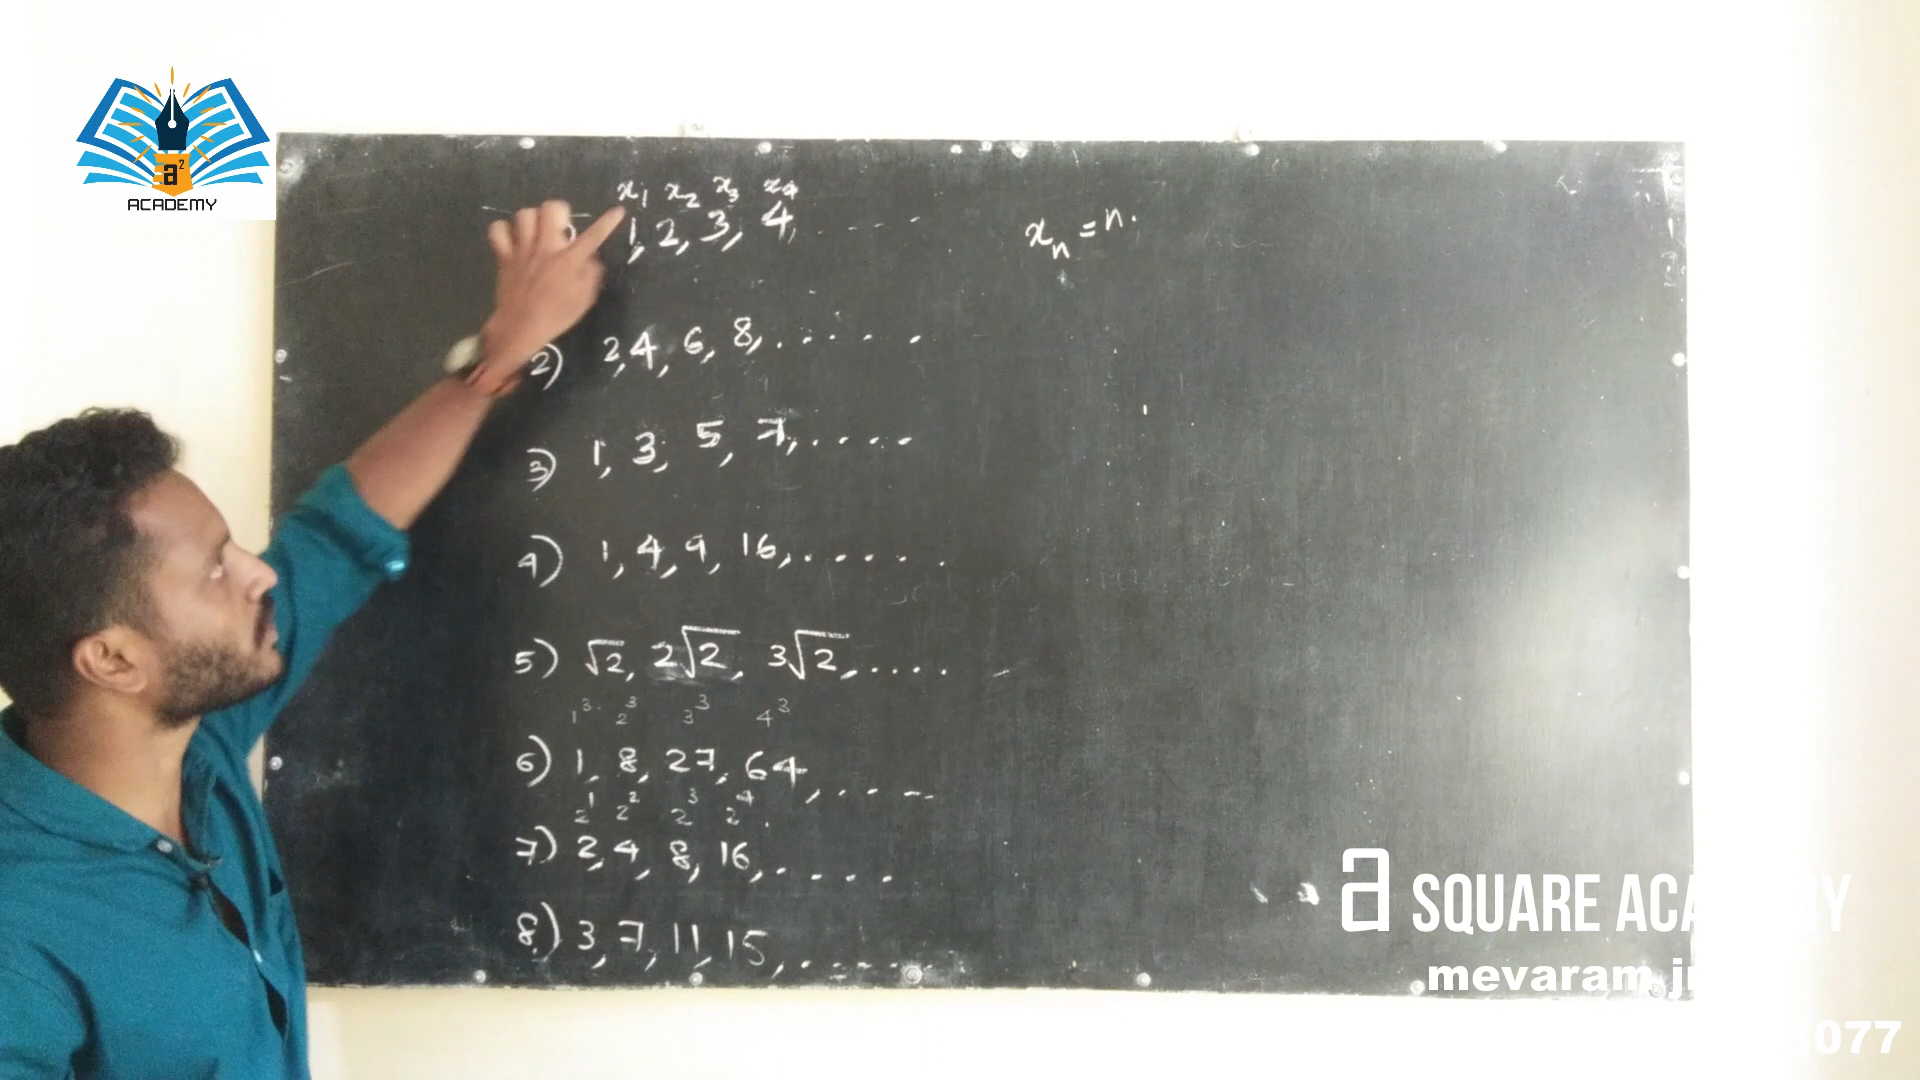 a²
ACADEMY
x₁ x₂ x₃ x₄
1, 2, 3, 4, . - - -
xₙ = n.
2) 2, 4, 6, 8, . . . . .
3) 1, 3, 5, 7, . . . .
4) 1, 4, 9, 16, . . . . .
5) √2, 2√2, 3√2, . . . .
1³ 2³ 3³ 4³
6) 1, 8, 27, 64, . . . .
2¹ 2² 2³ 2⁴
7) 2, 4, 8, 16, . . . .
8) 3, 7, 11, 15, . . . . .
a SQUARE ACADEMY
mevaram
077